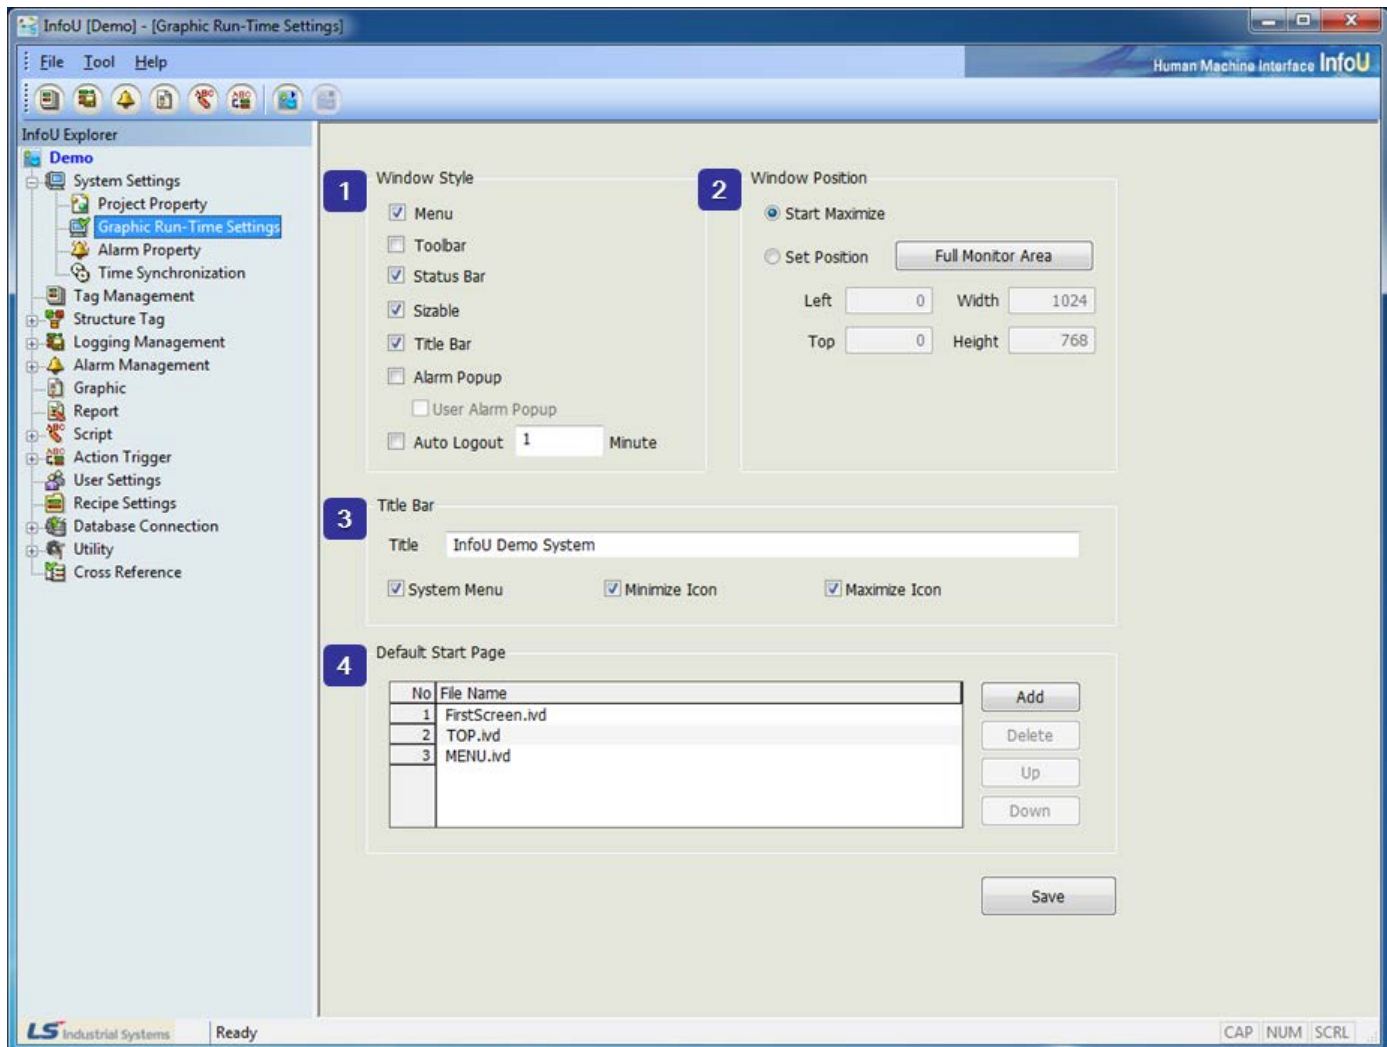 InfoU [Demo] - [Graphic Run-Time Settings]
File Tool Help
Human Machine Interface InfoU
InfoU Explorer
Demo
System Settings
Project Property
Graphic Run-Time Settings
Alarm Property
Time Synchronization
Tag Management
Structure Tag
Logging Management
Alarm Management
Graphic
Report
Script
Action Trigger
User Settings
Recipe Settings
Database Connection
Utility
Cross Reference
1 Window Style
Menu
Toolbar
Status Bar
Sizable
Title Bar
Alarm Popup
User Alarm Popup
Auto Logout 1 Minute
2 Window Position
Start Maximize
Set Position Full Monitor Area
Left 0 Width 1024
Top 0 Height 768
3 Title Bar
Title InfoU Demo System
System Menu Minimize Icon Maximize Icon
4 Default Start Page
No File Name
1 FirstScreen.ivd
2 TOP.ivd
3 MENU.ivd
Add
Delete
Up
Down
Save
LS Industrial Systems Ready CAP NUM SCRL